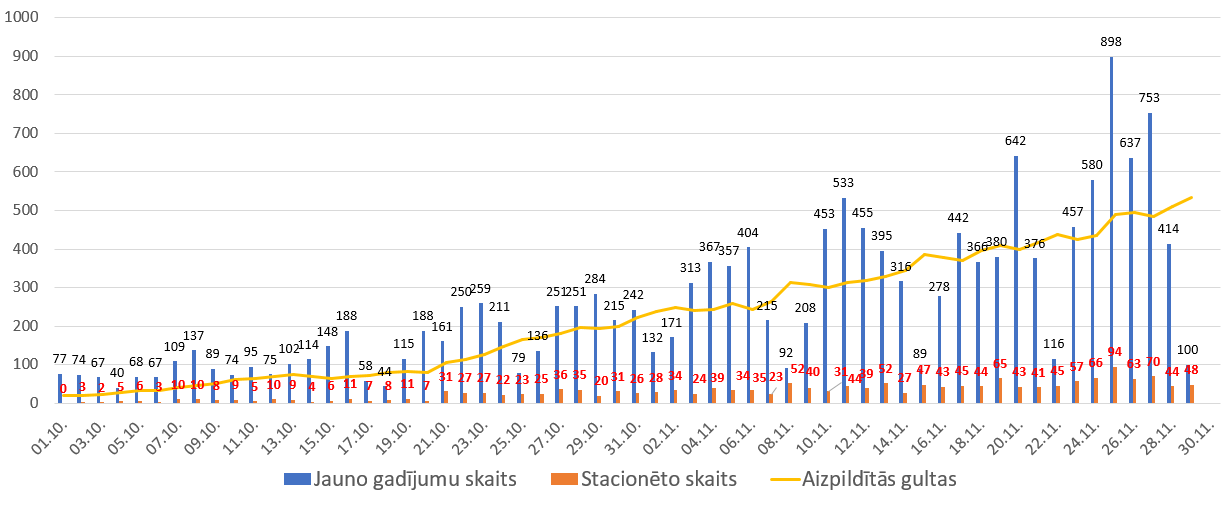 1000
900
800
700
600
500
400
300
200
100
0
77 74 67 40 68 67 109 137 89 74 95 75 102 114 148 188 58 44 115 188 161 250 259 211 79 136 251 251 284 215 242 132 171 313 367 357 404 215 92 208 453 533 455 395 316 89 278 442 366 380 642 376 116 457 580 898 637 753 414 100
0 3 2 5 6 3 10 10 8 9 5 10 9 4 6 11 7 8 11 7 31 27 27 22 23 25 36 35 20 31 26 28 34 24 39 34 35 23 52 40 31 44 39 52 27 47 43 45 44 65 43 41 45 57 66 94 63 70 44 48
01.10. 03.10. 05.10. 07.10. 09.10. 11.10. 13.10. 15.10. 17.10. 19.10. 21.10. 23.10. 25.10. 27.10. 29.10. 31.10. 02.11. 04.11. 06.11. 08.11. 10.11. 12.11. 14.11. 16.11. 18.11. 20.11. 22.11. 24.11. 26.11. 28.11. 30.11.
Jauno gadījumu skaits Stacionēto skaits Aizpildītās gultas